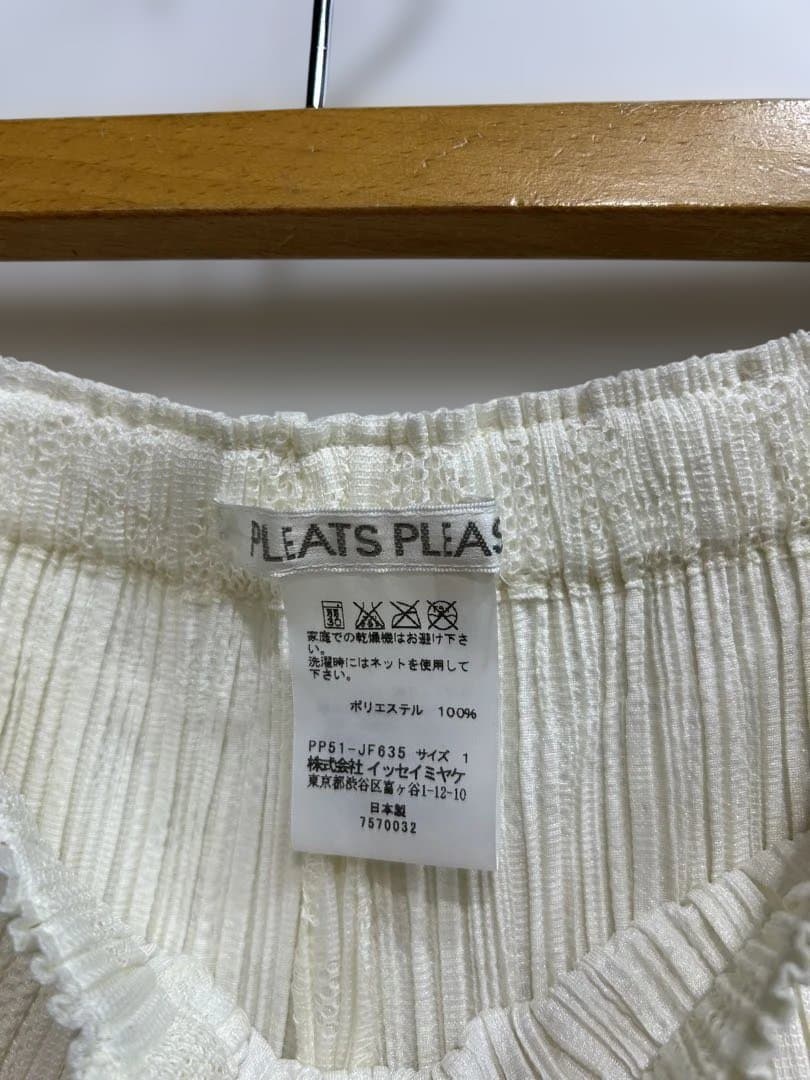 PLEATS PLEAS
家庭での乾燥機はお避け下さ
い。
洗濯時にはネットを使用して
下さい。
ポリエステル 100%
PP51-JF635 サイズ 1
株式会社 イッセイミヤケ
東京都渋谷区富ヶ谷1-12-10
日本製
7570032